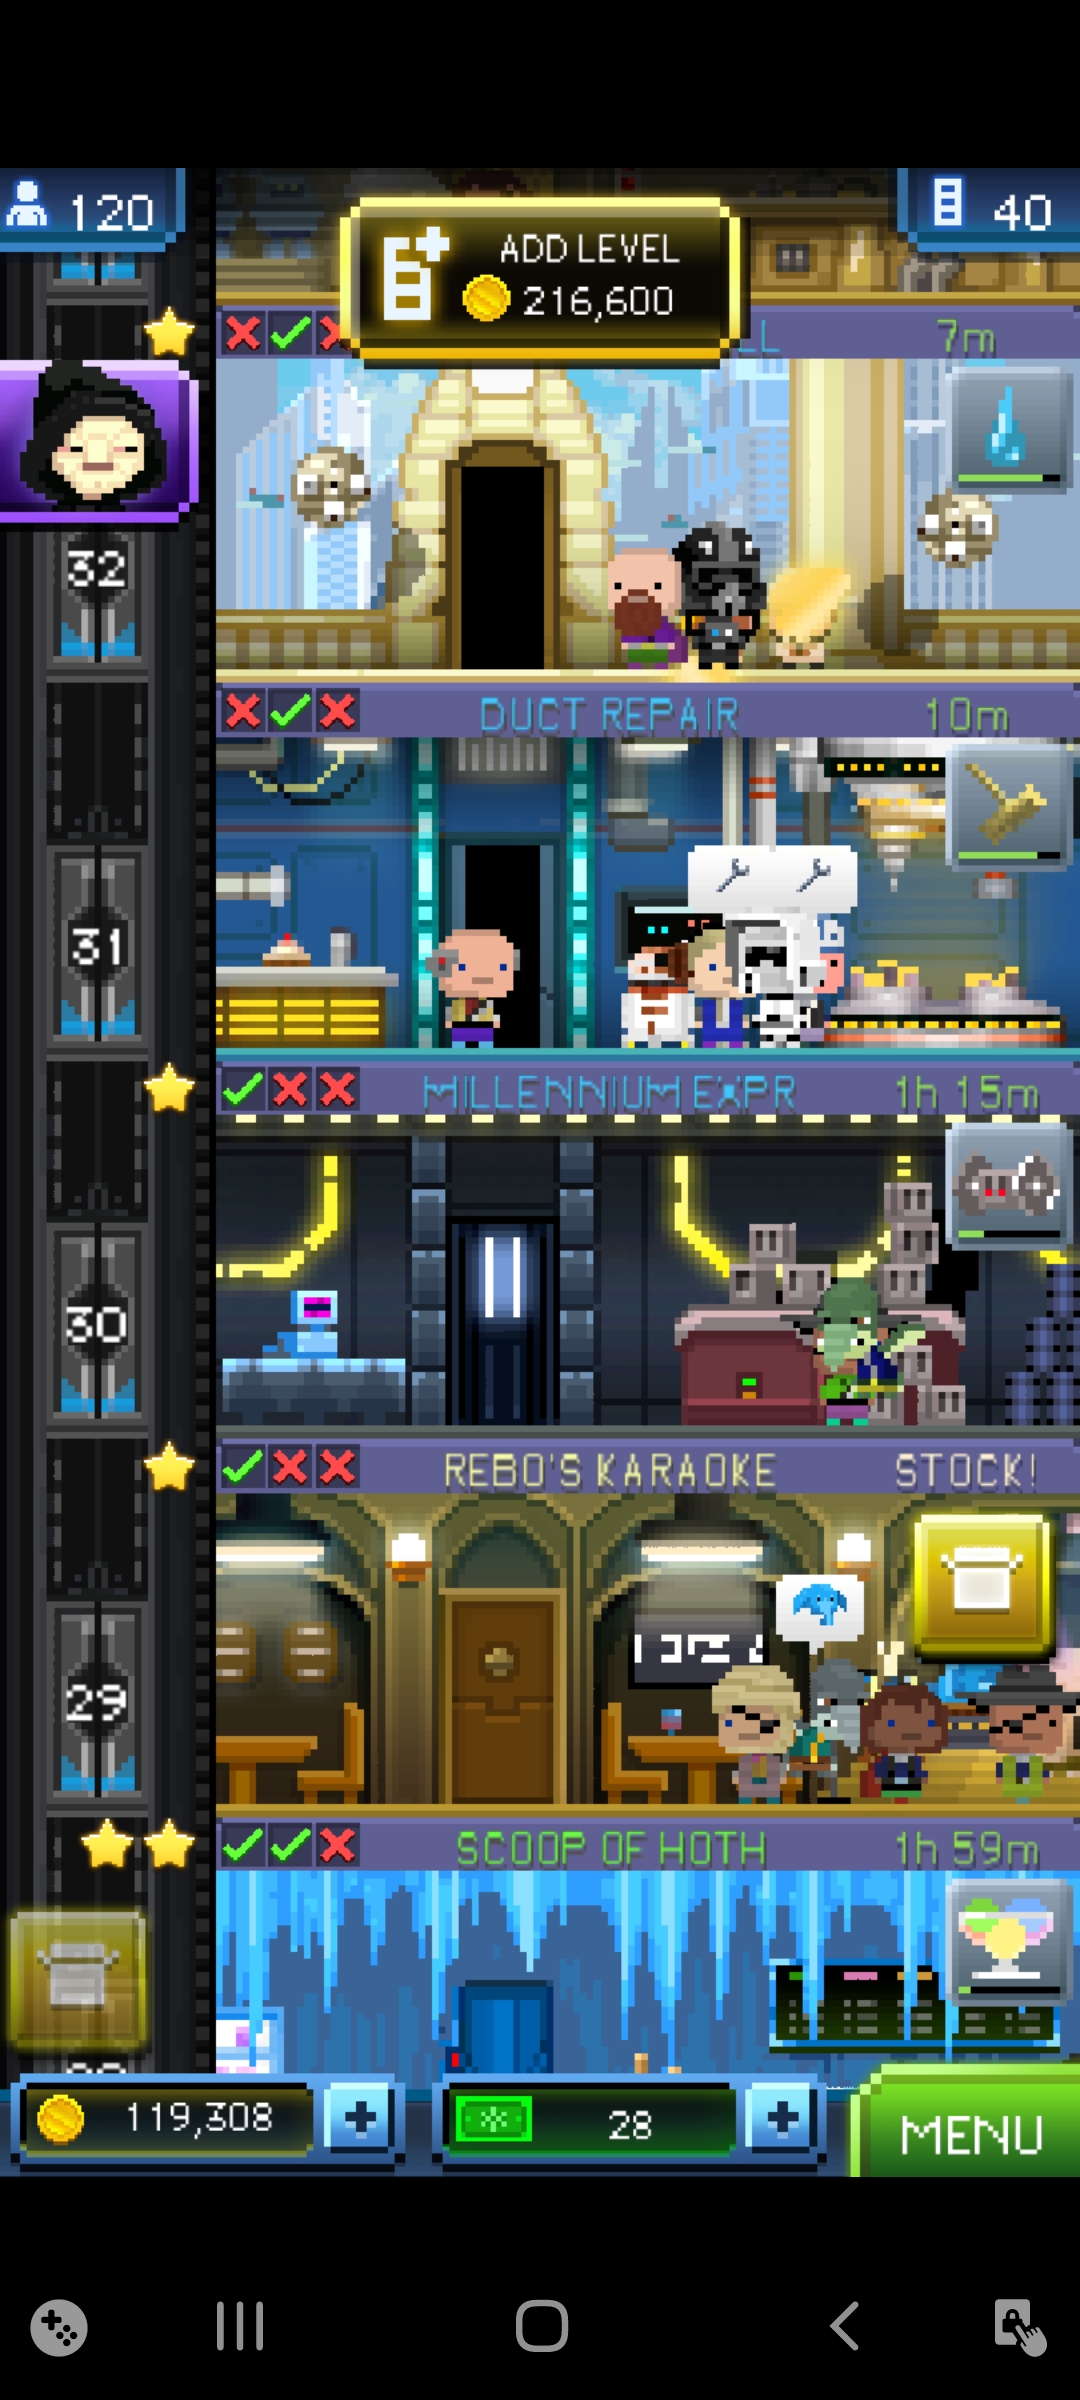 120
ADD LEVEL
216,600
40
LL
7m
32
DUCT REPAIR
10m
31
MILLENNIUM EXPR
1h 15m
30
REBO'S KARAOKE
STOCK!
29
SCOOP OF HOTH
1h 59m
119,308
28
MENU